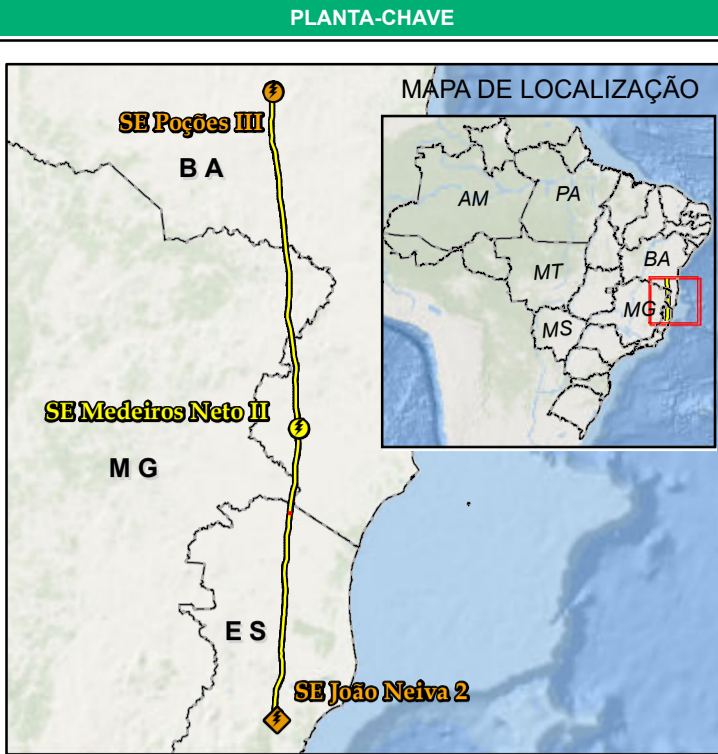 PLANTA-CHAVE
MAPA DE LOCALIZAÇÃO
SE Poções III
B A
AM
PA
BA
MT
MG
MS
SE Medeiros Neto II
M G
E S
SE João Neiva 2